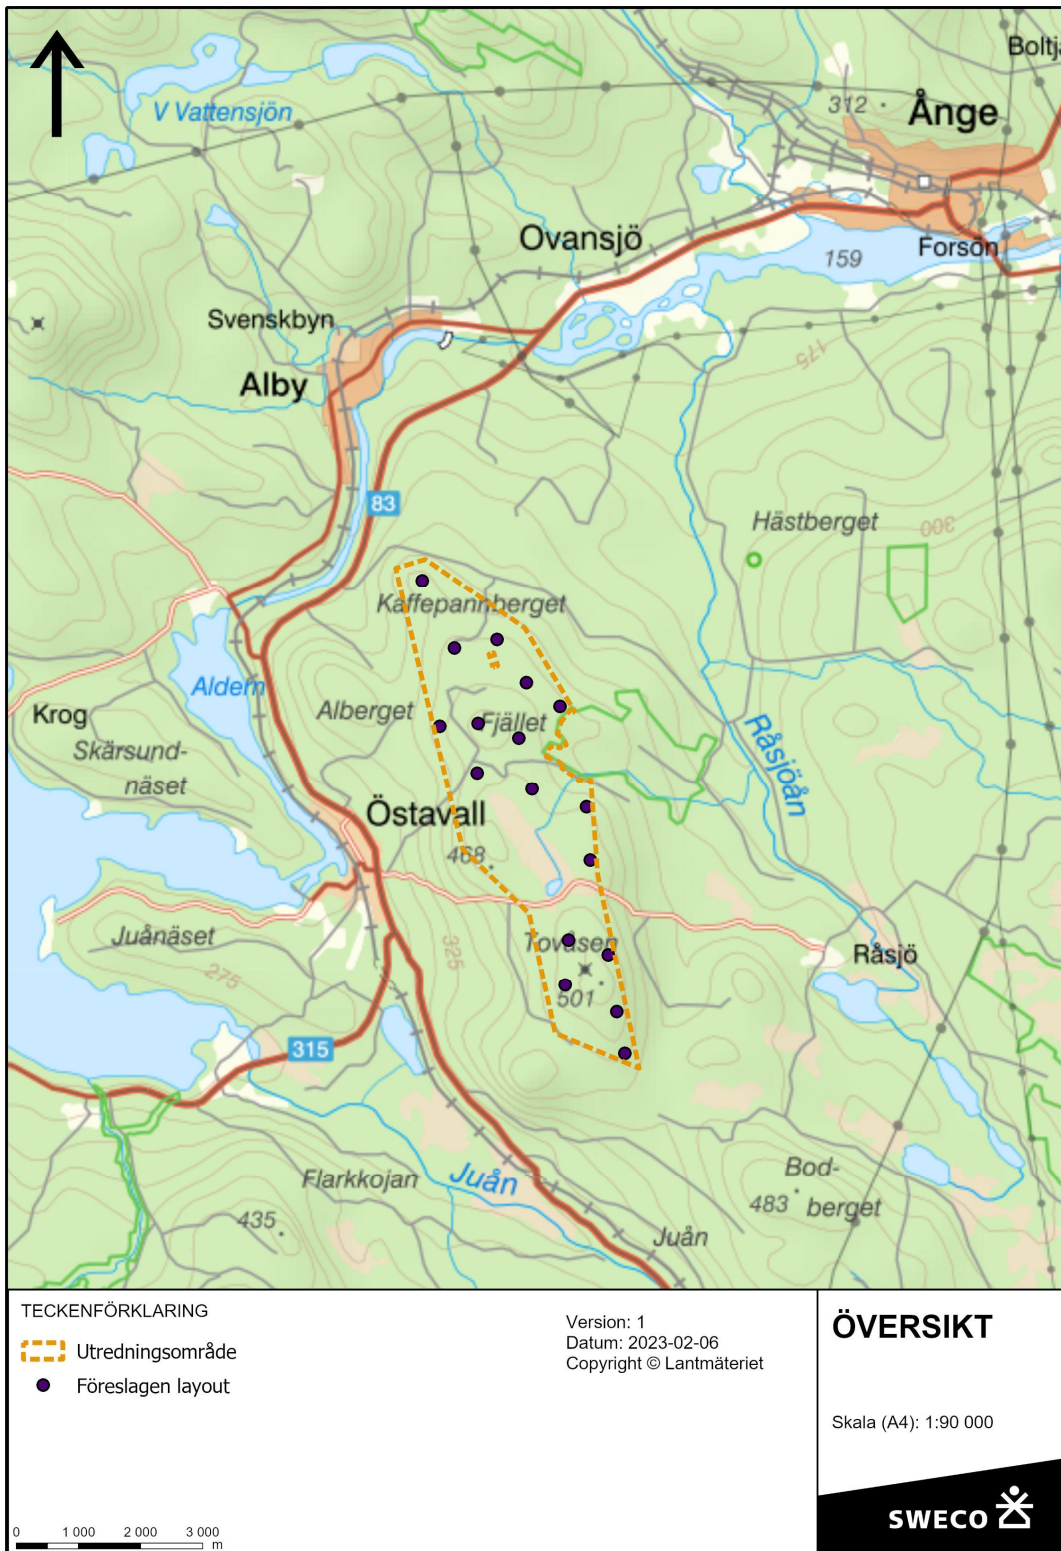 Boltj
V Vattensjön
312
Ånge
Ovansjö
159
Forsön
Svenskbyn
175
Alby
83
Hästberget
300
Kaffepannberget
Aldern
Krog
Alberget
Fjället
Skärsund-
näset
Råsjöån
Östavall
468
Juånäset
325
Tovåsen
Råsjö
275
501
315
Flarkkojan
Juån
Bod-
483
berget
435
Juån
TECKENFÖRKLARING
Utredningsområde
Föreslagen layout
0 1 000 2 000 3 000
m
Version: 1
Datum: 2023-02-06
Copyright © Lantmäteriet
ÖVERSIKT
Skala (A4): 1:90 000
SWECO